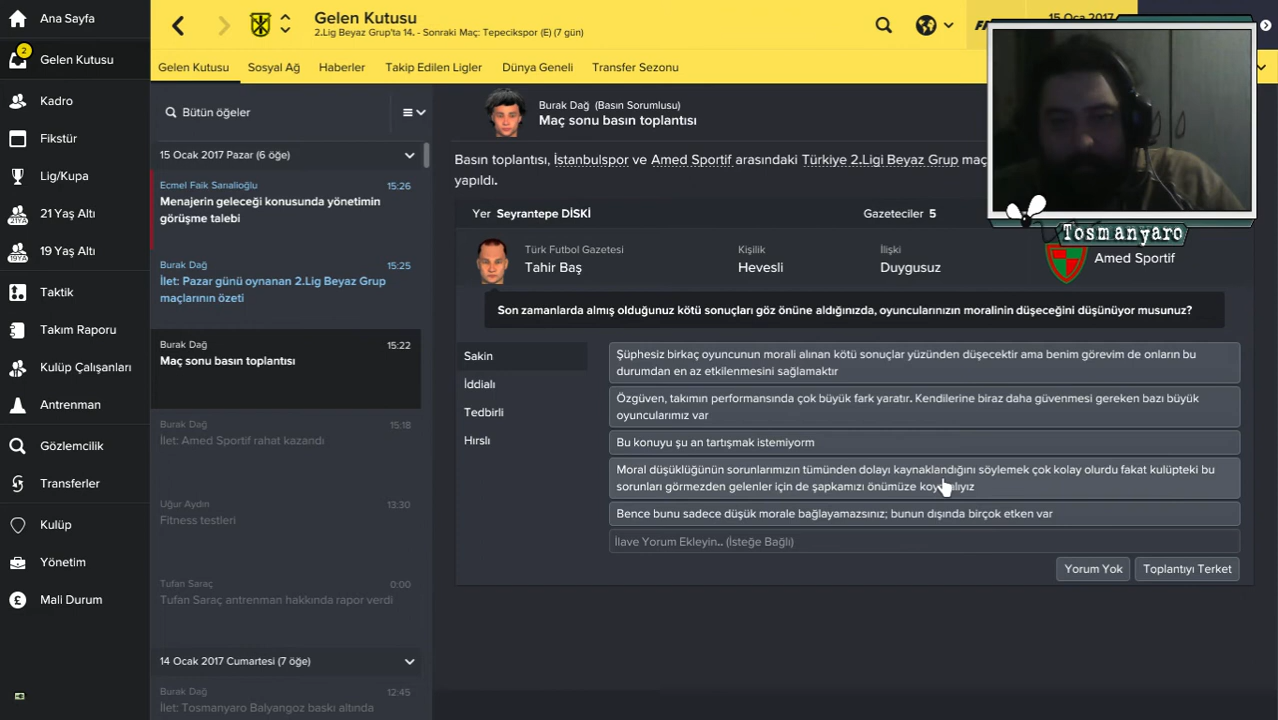 Ana Sayfa
2
Gelen Kutusu
Kadro
Fikstür
Lig/Kupa
21 Yaş Altı
19 Yaş Altı
Taktik
Takım Raporu
Kulüp Çalışanları
Antrenman
Gözlemcilik
Transferler
Kulüp
Yönetim
Mali Durum
Gelen Kutusu
2.Lig Beyaz Grup'ta 14. - Sonraki Maç: Tepecikspor (E) (7 gün)
15 Oca 2017
Gelen Kutusu
Sosyal Ağ
Haberler
Takip Edilen Ligler
Dünya Geneli
Transfer Sezonu
Bütün öğeler
15 Ocak 2017 Pazar (6 öğe)
Ecmel Faik Sarıalioğlu 15:26
Menajerin geleceği konusunda yönetimin
görüşme talebi
Burak Dağ 15:25
İlet: Pazar günü oynanan 2.Lig Beyaz Grup
maçlarının özeti
Burak Dağ 15:22
Maç sonu basın toplantısı
Burak Dağ 15:18
İlet: Amed Sportif rahat kazandı
Uğur Aydın 13:30
Fitness testleri
Tufan Saraç 0:00
Tufan Saraç antrenman hakkında rapor verdi
14 Ocak 2017 Cumartesi (7 öğe)
Burak Dağ 12:45
İlet: Tosmanyaro Balyangoz baskı altında
Burak Dağ (Basın Sorumlusu)
Maç sonu basın toplantısı
Basın toplantısı, İstanbulspor ve Amed Sportif arasındaki Türkiye 2.Ligi Beyaz Grup
yapıldı.
Yer Seyrantepe DİSKİ
Gazeteciler 5
Tosmanyaro
Türk Futbol Gazetesi
Tahir Baş
Kişilik
Hevesli
İlişki
Duygusuz
Amed Sportif
Son zamanlarda almış olduğunuz kötü sonuçları göz önüne aldığınızda, oyuncularınızın moralinin düşeceğini düşünüyor musunuz?
Sakin
İddialı
Tedbirli
Hırslı
Şüphesiz birkaç oyuncunun morali alınan kötü sonuçlar yüzünden düşecektir ama benim görevim de onların bu
durumdan en az etkilenmesini sağlamaktır
Özgüven, takımın performansında çok büyük fark yaratır. Kendilerine biraz daha güvenmesi gereken bazı büyük
oyuncularımız var
Bu konuyu şu an tartışmak istemiyorm
Moral düşüklüğünün sorunlarımızın tümünden dolayı kaynaklandığını söylemek çok kolay olurdu fakat kulüpteki bu
sorunları görmezden gelenler için de şapkamızı önümüze
Bence bunu sadece düşük morale bağlayamazsınız; bunun dışında birçok etken var
İlave Yorum Ekleyin.. (İsteğe Bağlı)
Yorum Yok
Toplantıyı Terket